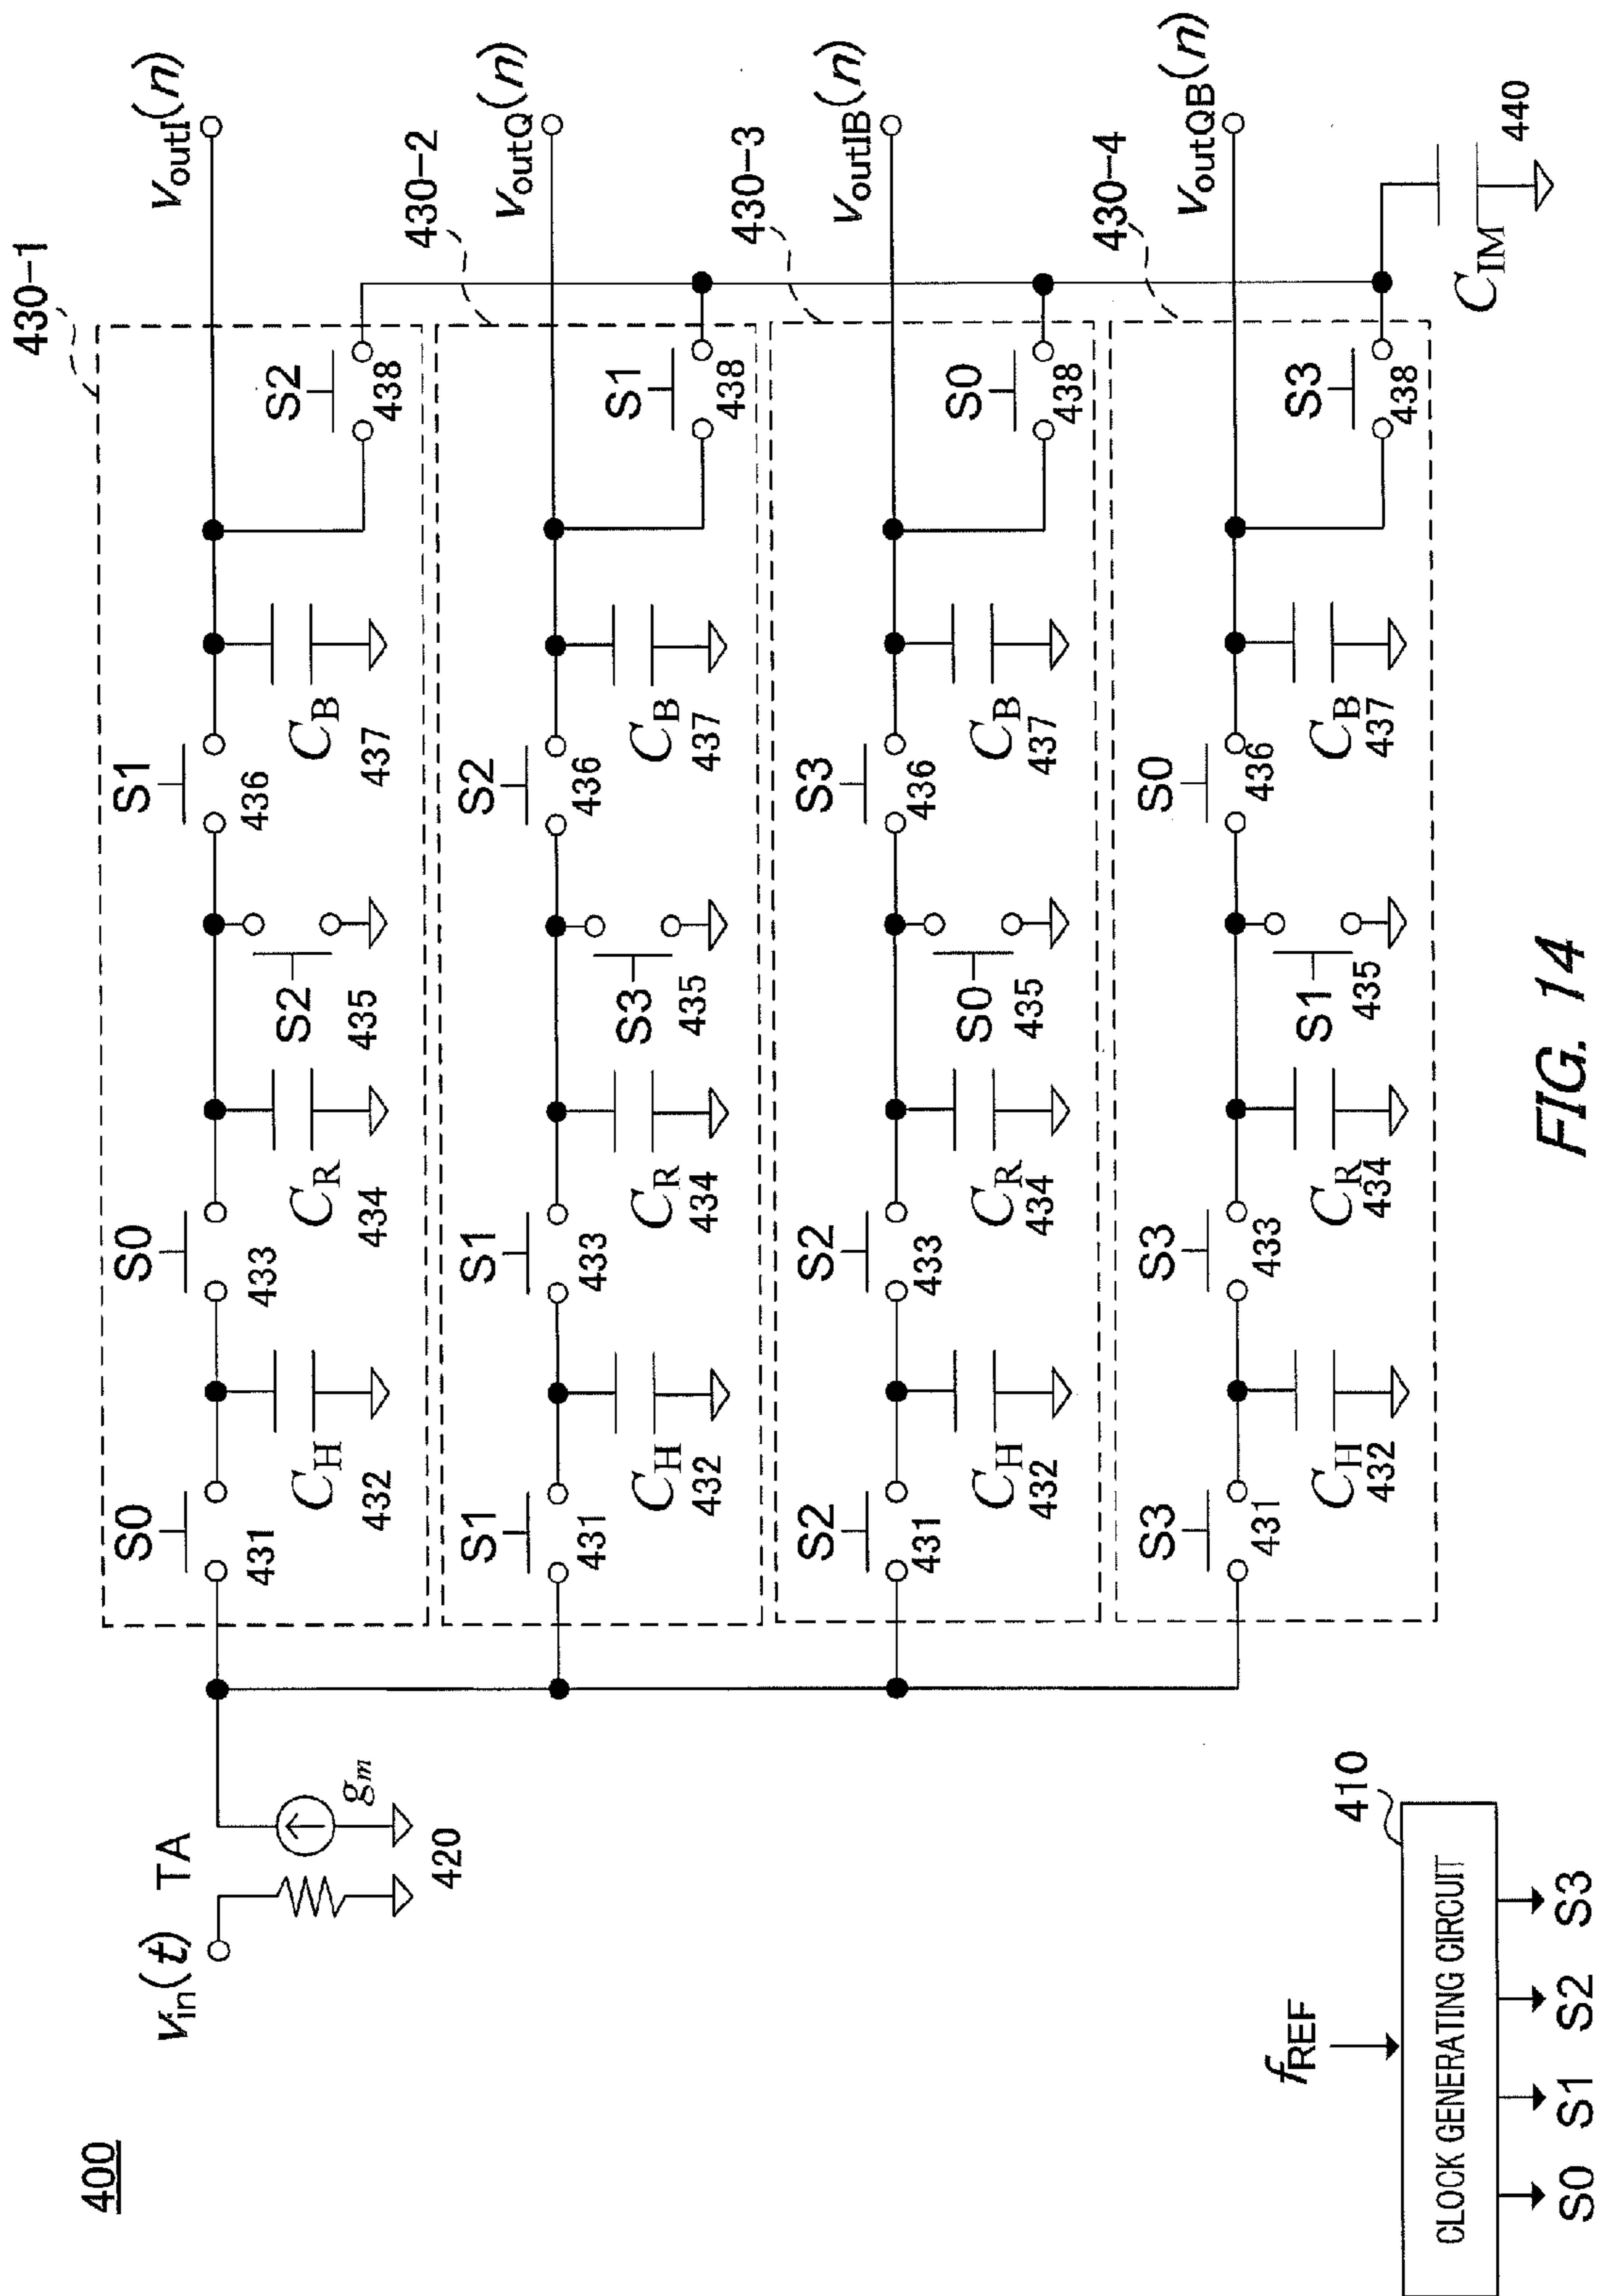 400
V_in(t) TA
g_m
420
f_REF
410
CLOCK GENERATING CIRCUIT
S0 S1 S2 S3
430-1
S0 S0 S1
431 433 436
C_H C_R S2 C_B S2
432 434 435 437 438
V_outI(n)
430-2
S1 S1 S2
431 433 436
C_H C_R S3 C_B S1
432 434 435 437 438
V_outQ(n)
430-3
S2 S2 S3
431 433 436
C_H C_R S0 C_B S0
432 434 435 437 438
V_outIB(n)
430-4
S3 S3 S0
431 433 436
C_H C_R S1 C_B S3
432 434 435 437 438
V_outQB(n)
C_IM
440
FIG. 14